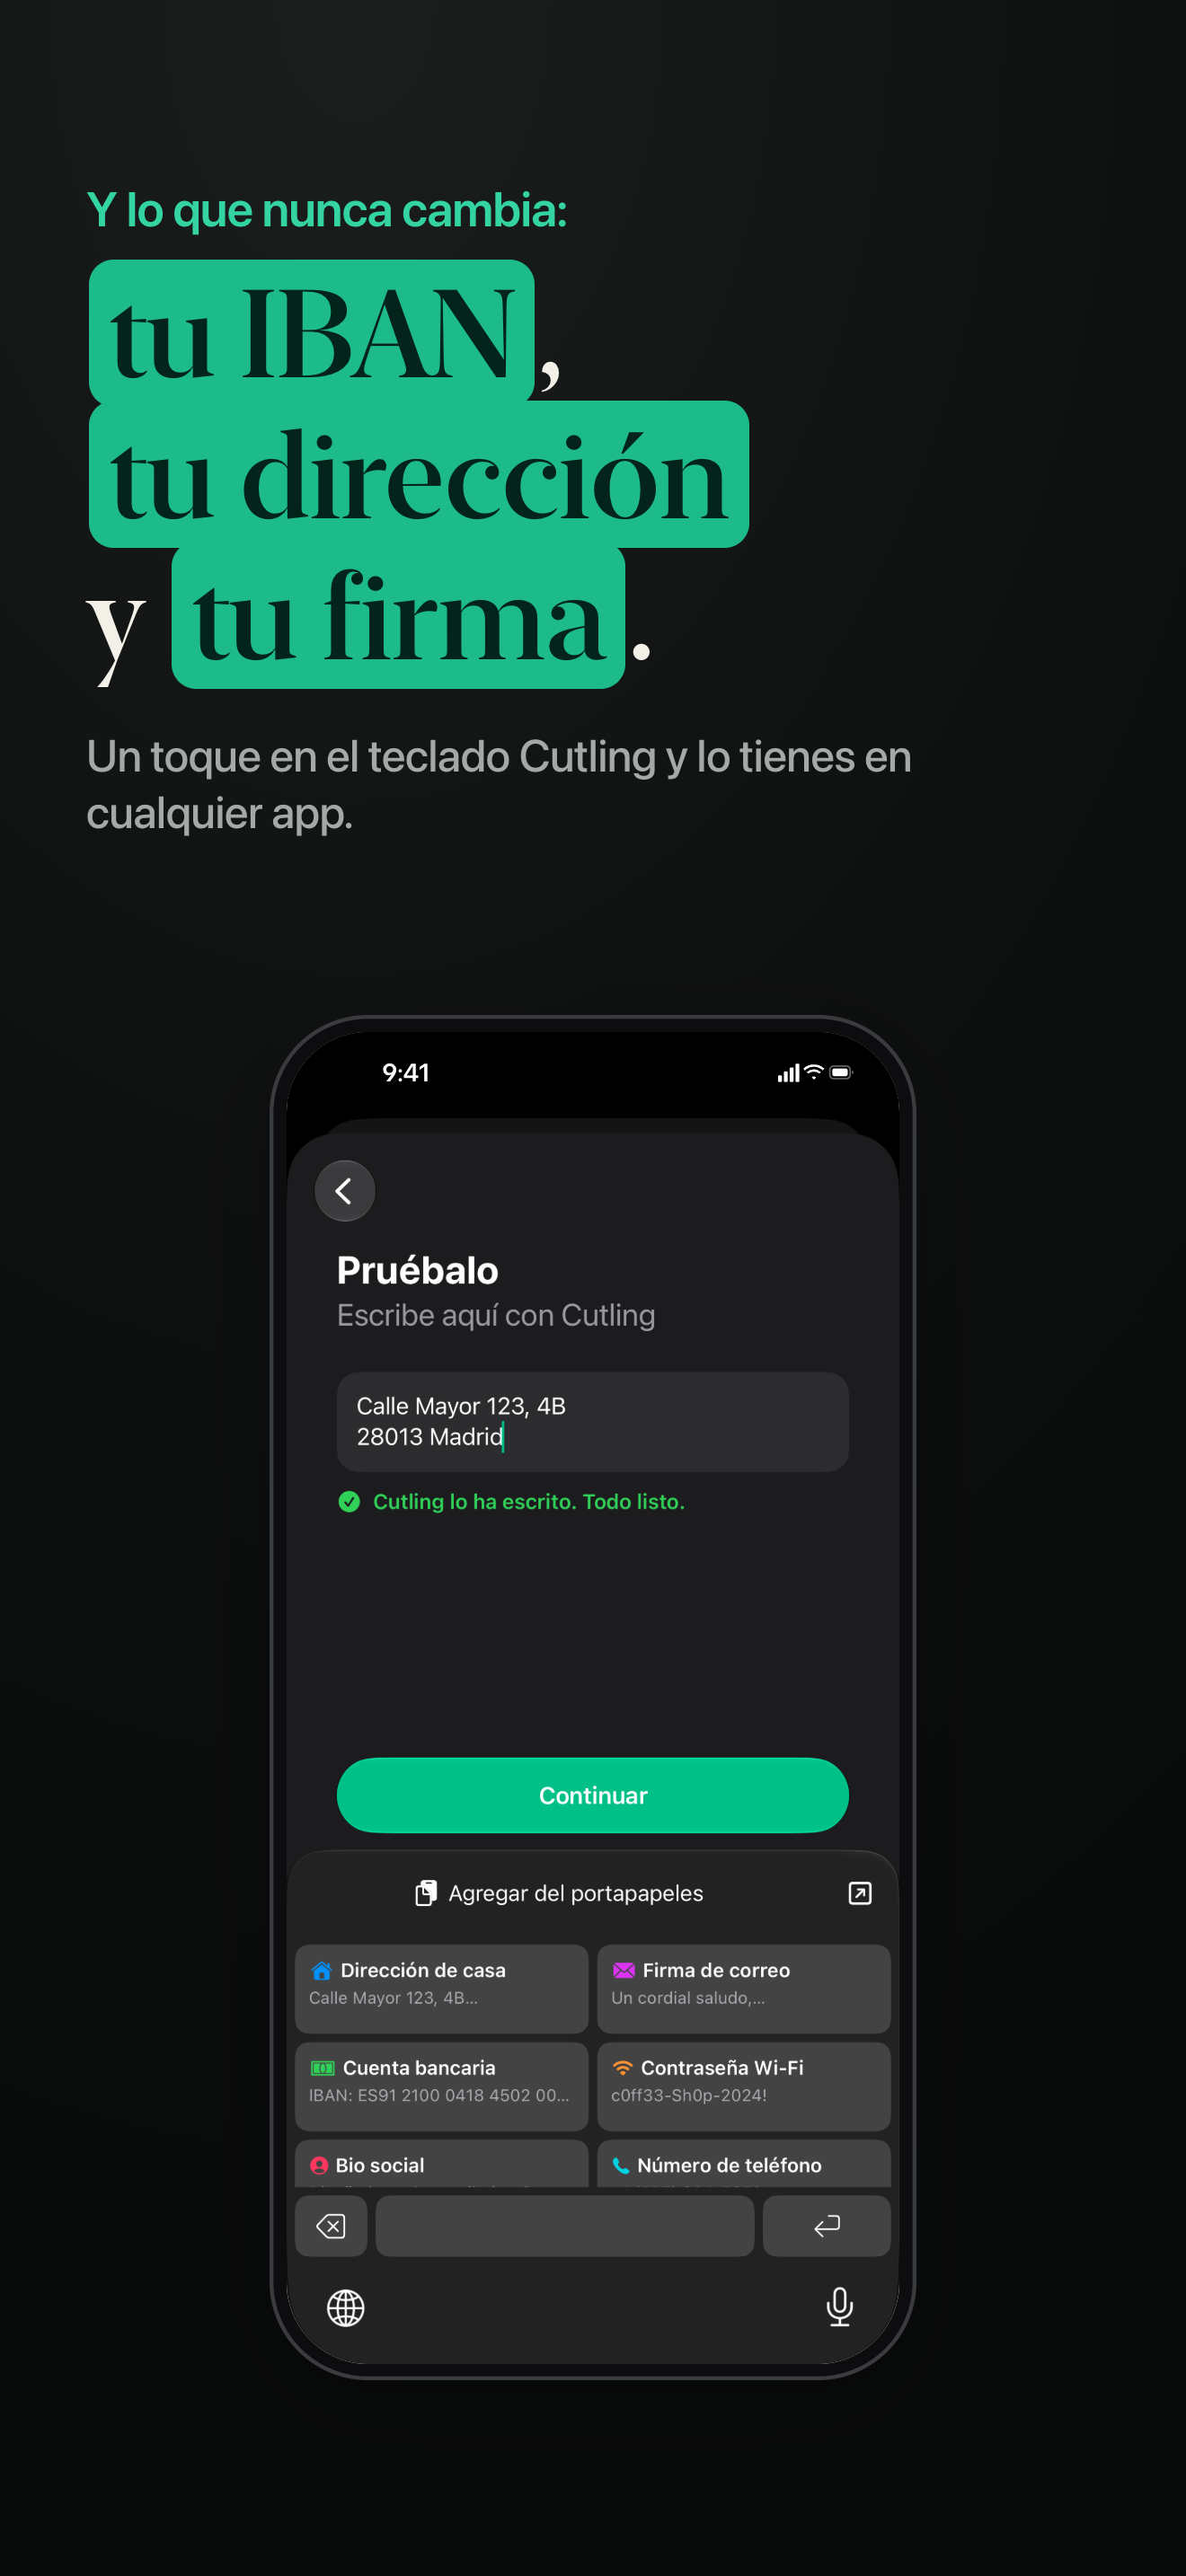 Y lo que nunca cambia:
tu IBAN,
tu dirección
y tu firma.
Un toque en el teclado Cutling y lo tienes en
cualquier app.
9:41
Pruébalo
Escribe aquí con Cutling
Calle Mayor 123, 4B
28013 Madrid
Cutling lo ha escrito. Todo listo.
Continuar
Agregar del portapapeles
Dirección de casa
Calle Mayor 123, 4B...
Firma de correo
Un cordial saludo,...
Cuenta bancaria
IBAN: ES91 2100 0418 4502 00...
Contraseña Wi-Fi
c0ff33-Sh0p-2024!
Bio social
Número de teléfono